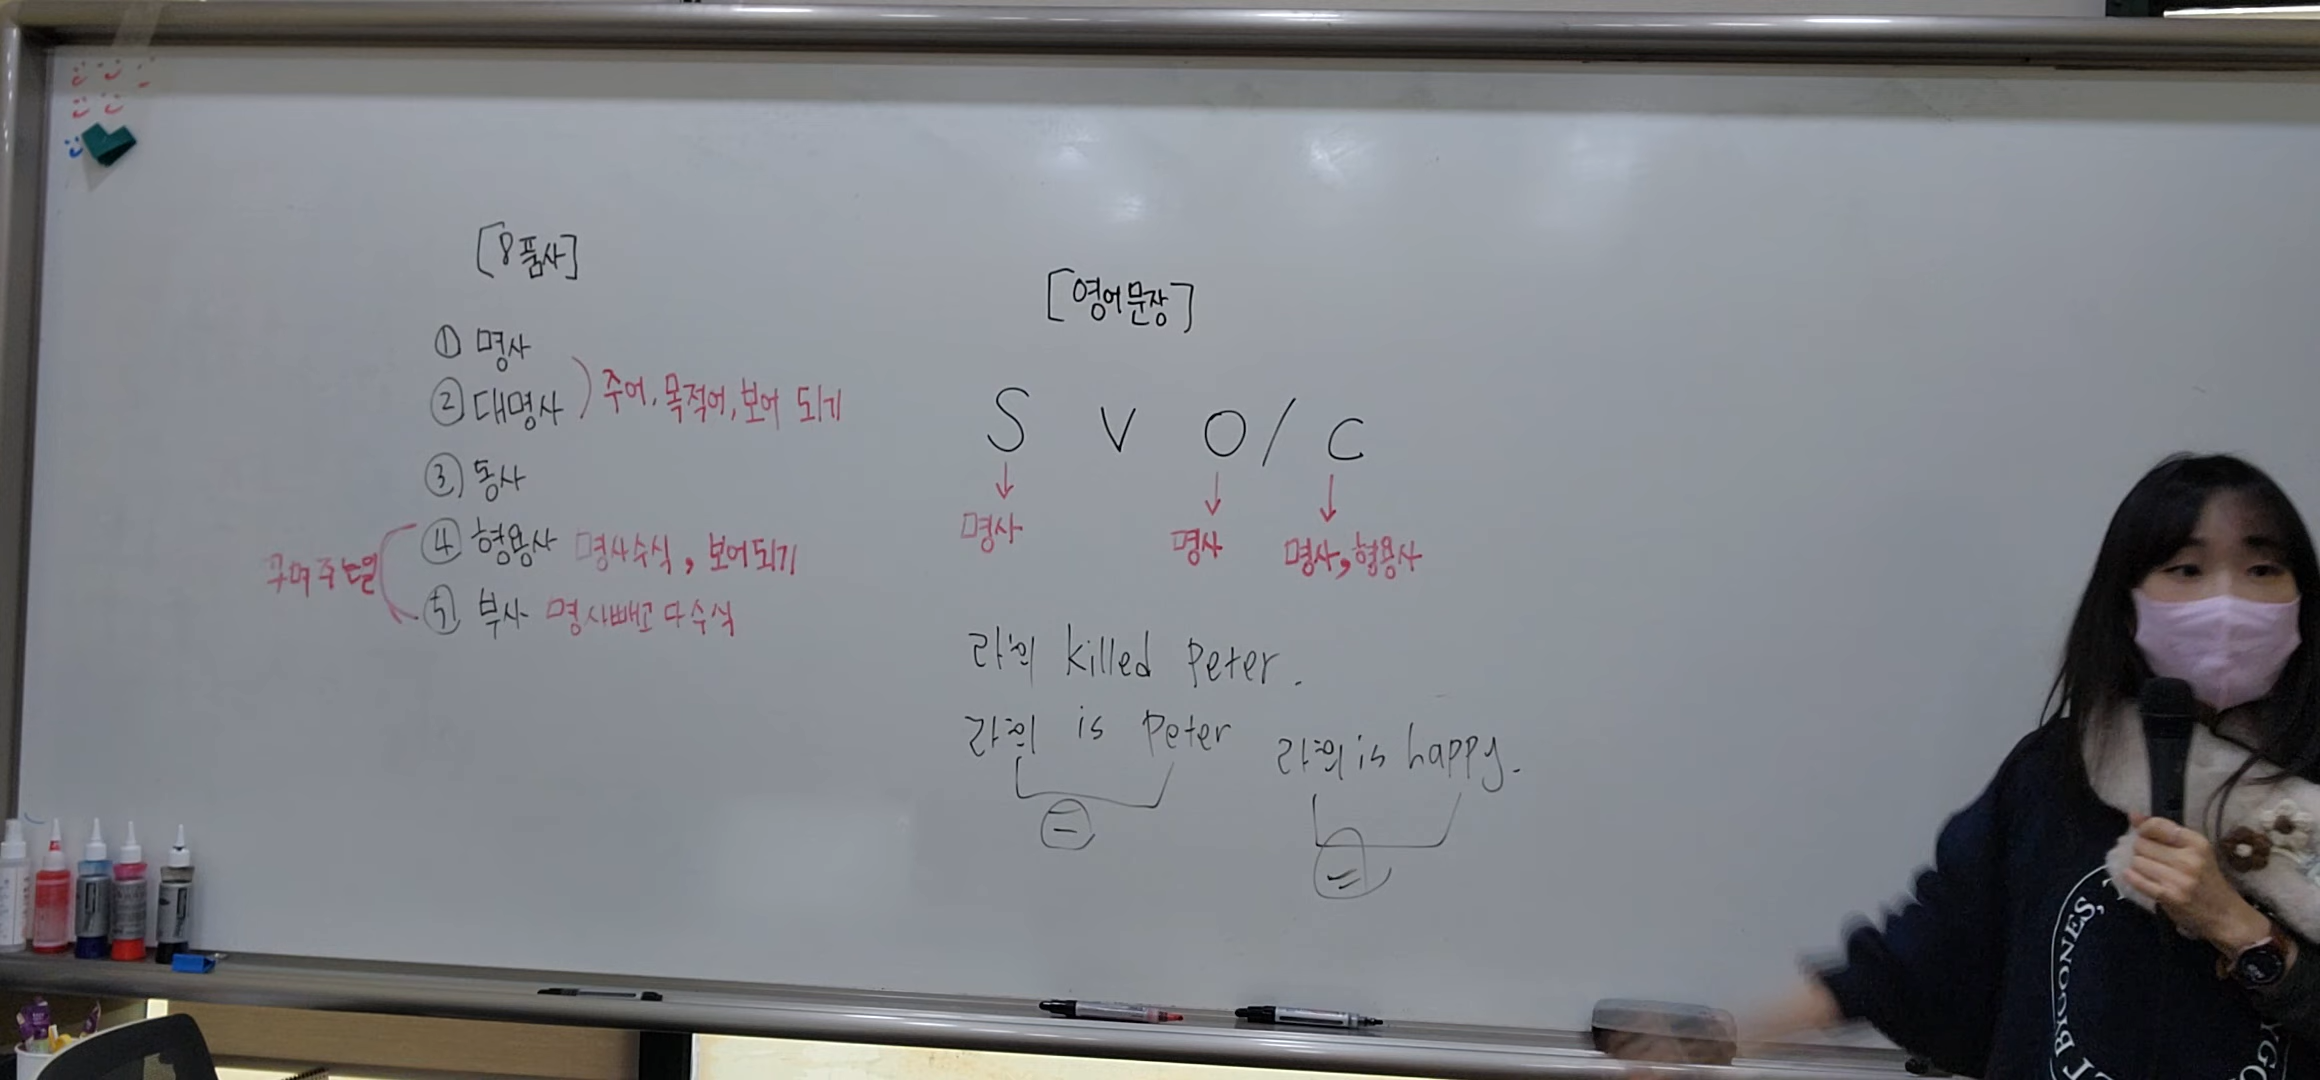 [8품사]
① 명사
② 대명사 ) 주어, 목적어, 보어 되기
③ 동사
④ 형용사 명사수식, 보어되기
⑤ 부사 명사빼고 다 수식
꾸며주는일
[영어문장]
S V O / C
↓ ↓ ↓
명사 명사 명사, 형용사
라희 killed Peter.
라희 is Peter
라희 is happy.
=
=
BIGONES,